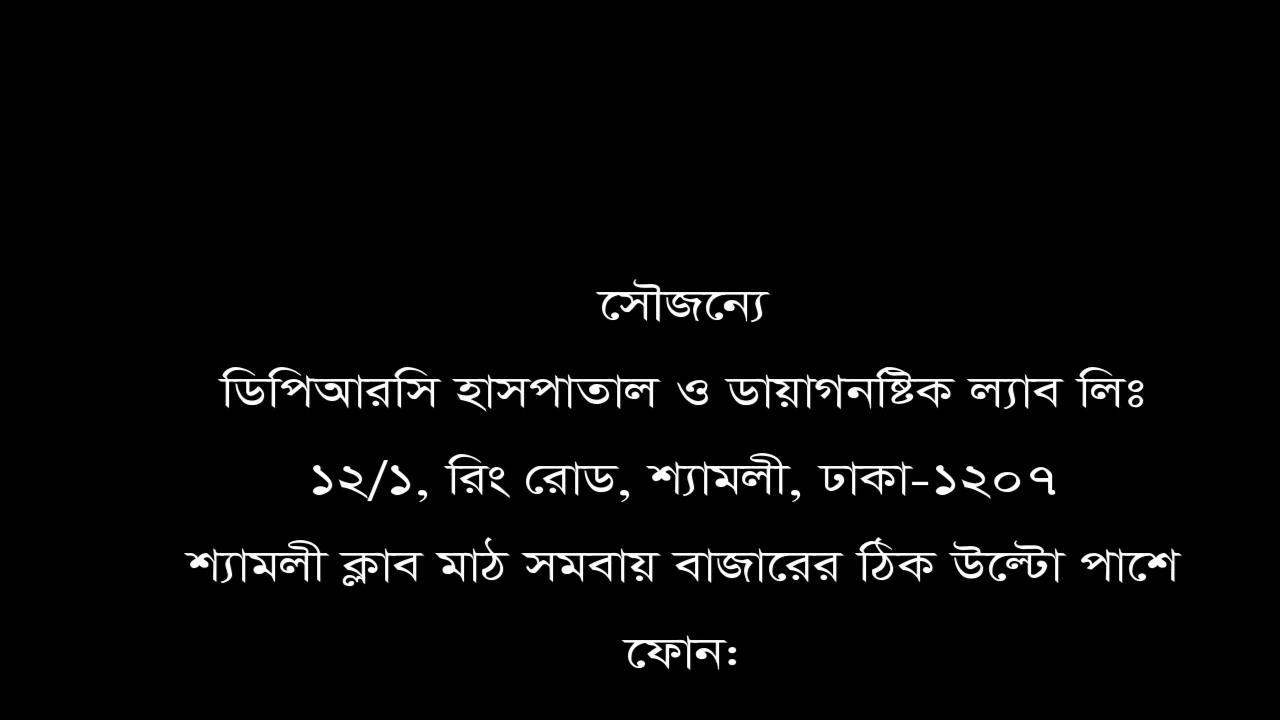 সৌজন্যে
ডিপিআরসি হাসপাতাল ও ডায়াগনষ্টিক ল্যাব লিঃ
১২/১, রিং রোড, শ্যামলী, ঢাকা-১২০৭
শ্যামলী ক্লাব মাঠ সমবায় বাজারের ঠিক উল্টো পাশে
ফোন: